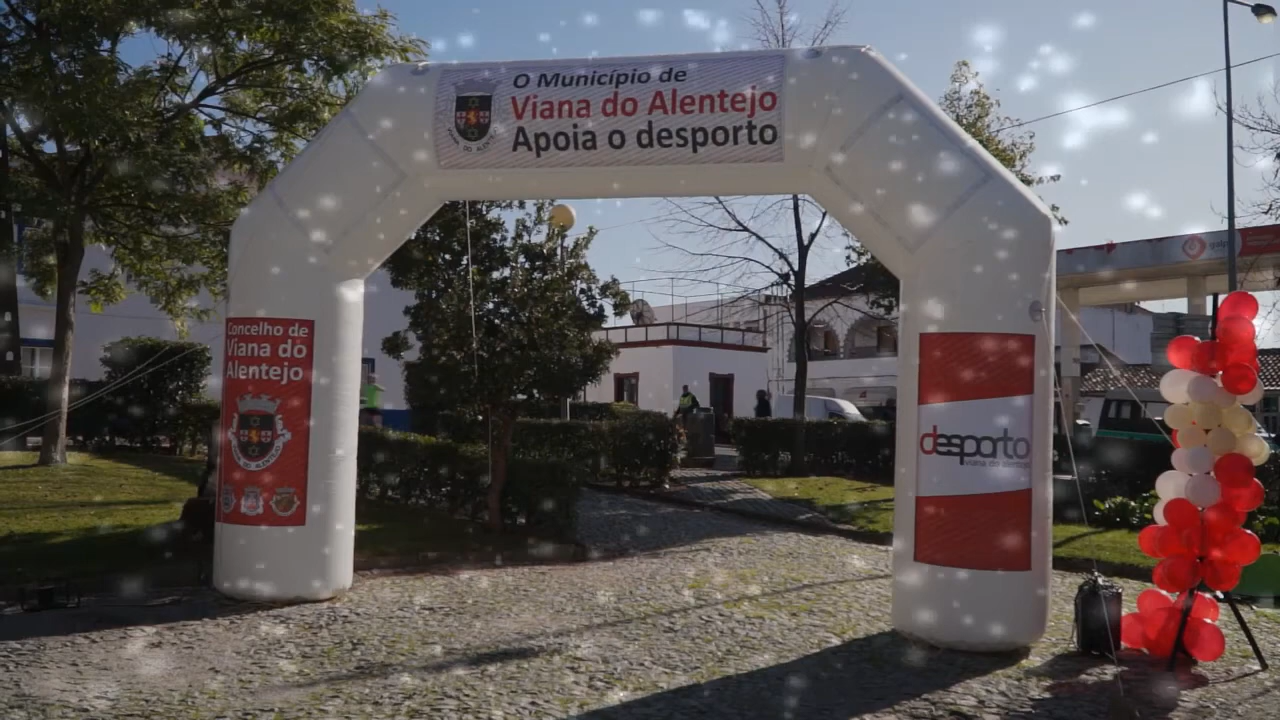 O Município de
Viana do Alentejo
Apoia o desporto
Concelho de
Viana do
Alentejo
desporto
viana do alentejo
galp